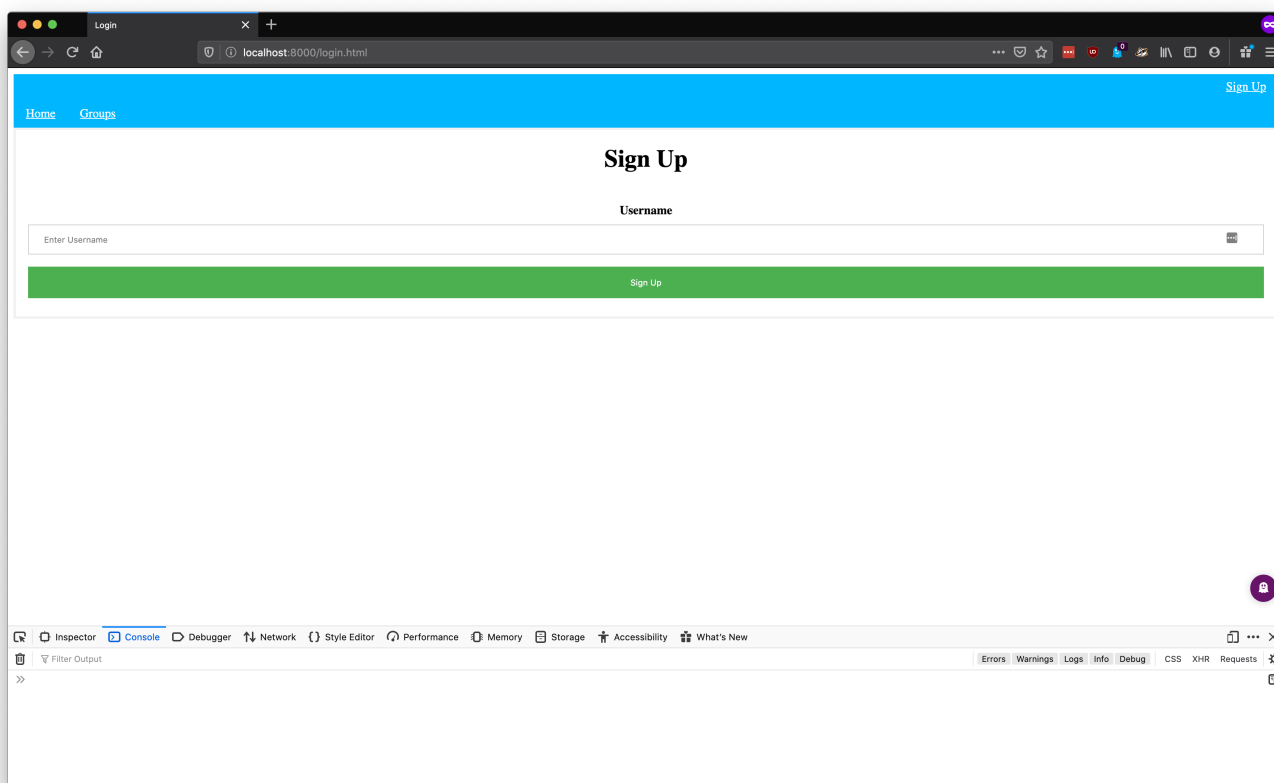 Login
localhost:8000/login.html
0
Sign Up
Home Groups
Sign Up
Username
Enter Username
Sign Up
Inspector Console Debugger Network Style Editor Performance Memory Storage Accessibility What's New
Filter Output Errors Warnings Logs Info Debug CSS XHR Requests